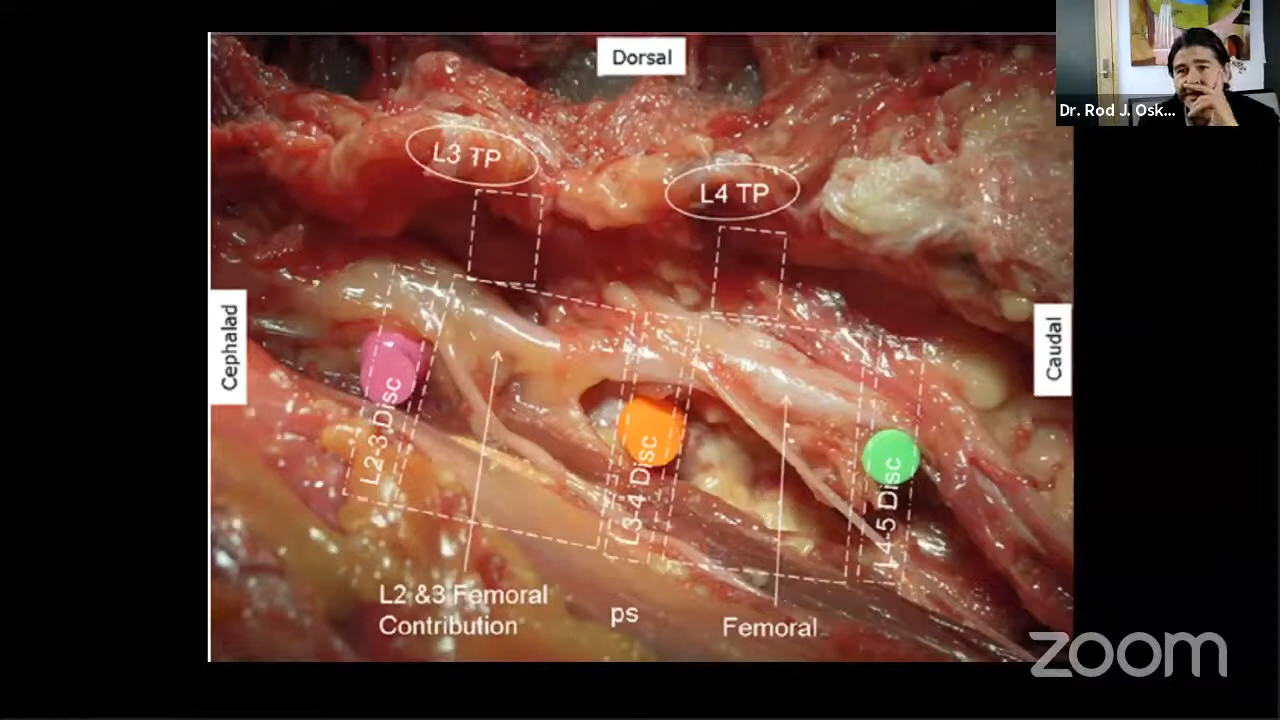 Dorsal
Dr. Rod J. Osk...
L3 TP
L4 TP
Cephalad
Caudal
L2-3 Disc
L3-4 Disc
L4-5 Disc
L2 &3 Femoral
Contribution
ps
Femoral
zoom